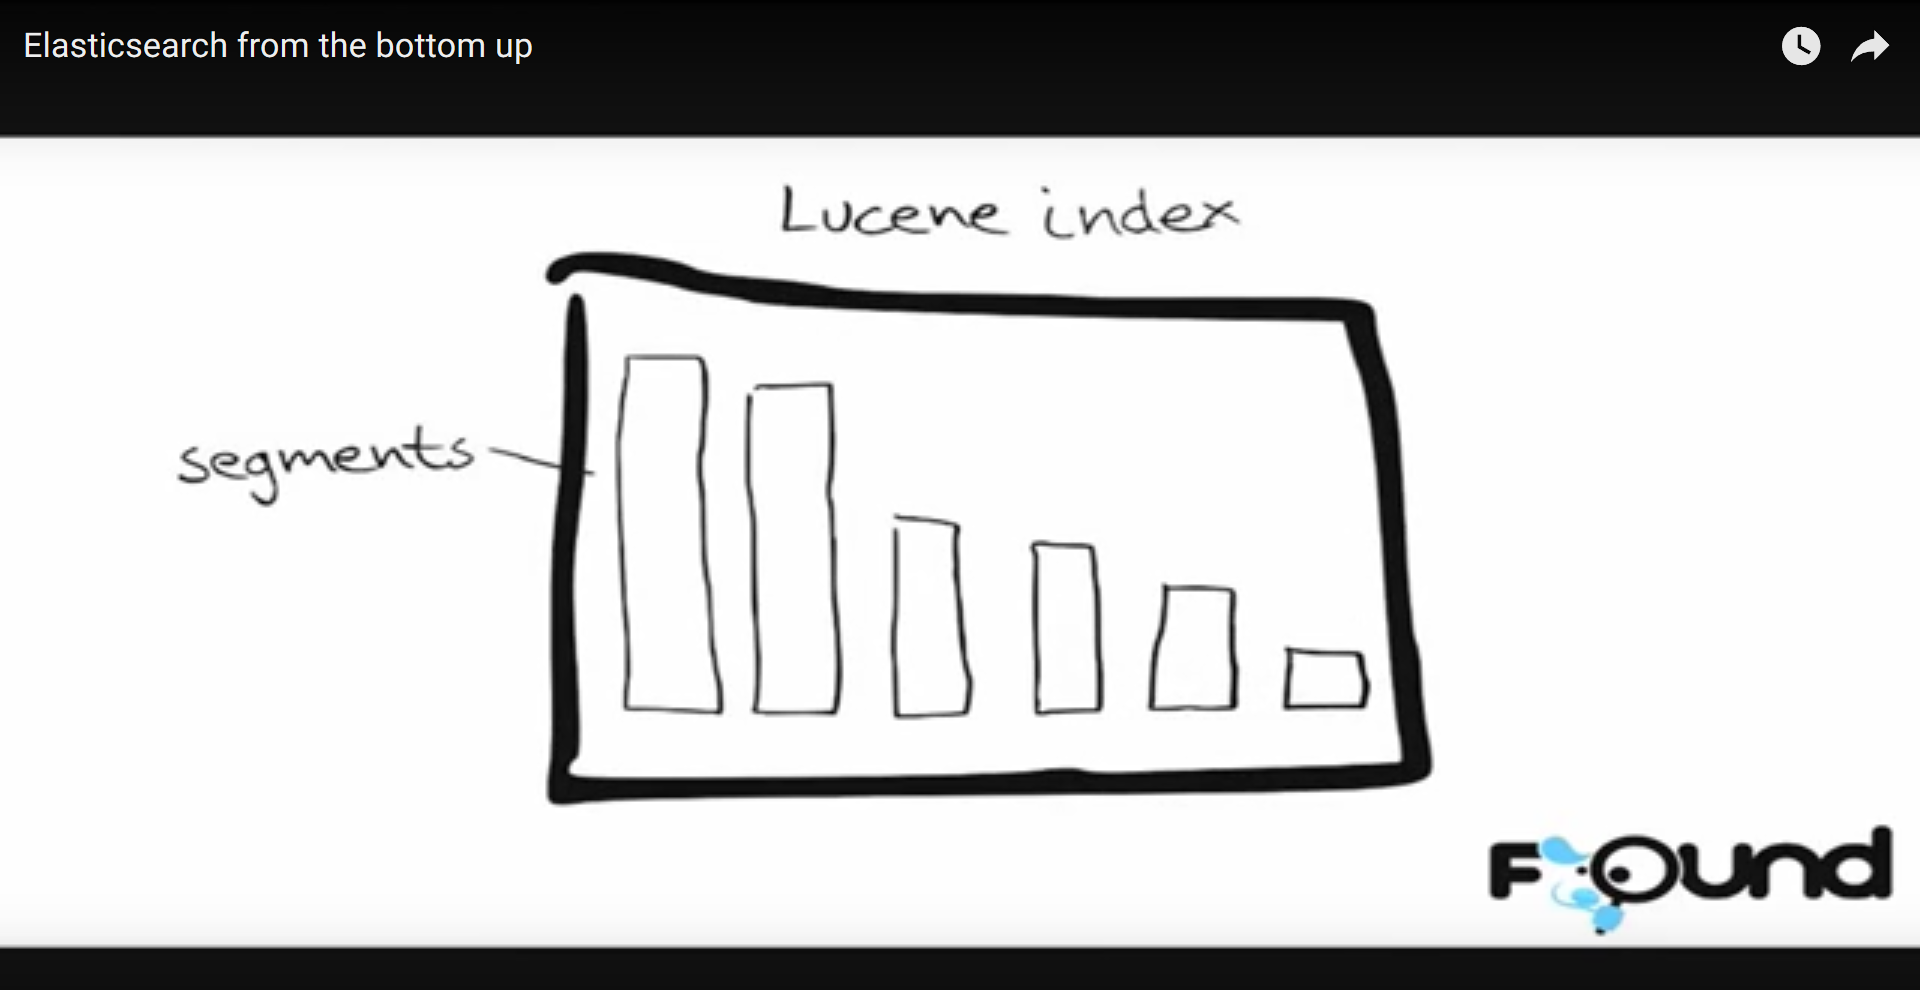 Elasticsearch from the bottom up
Lucene index
segments
Found